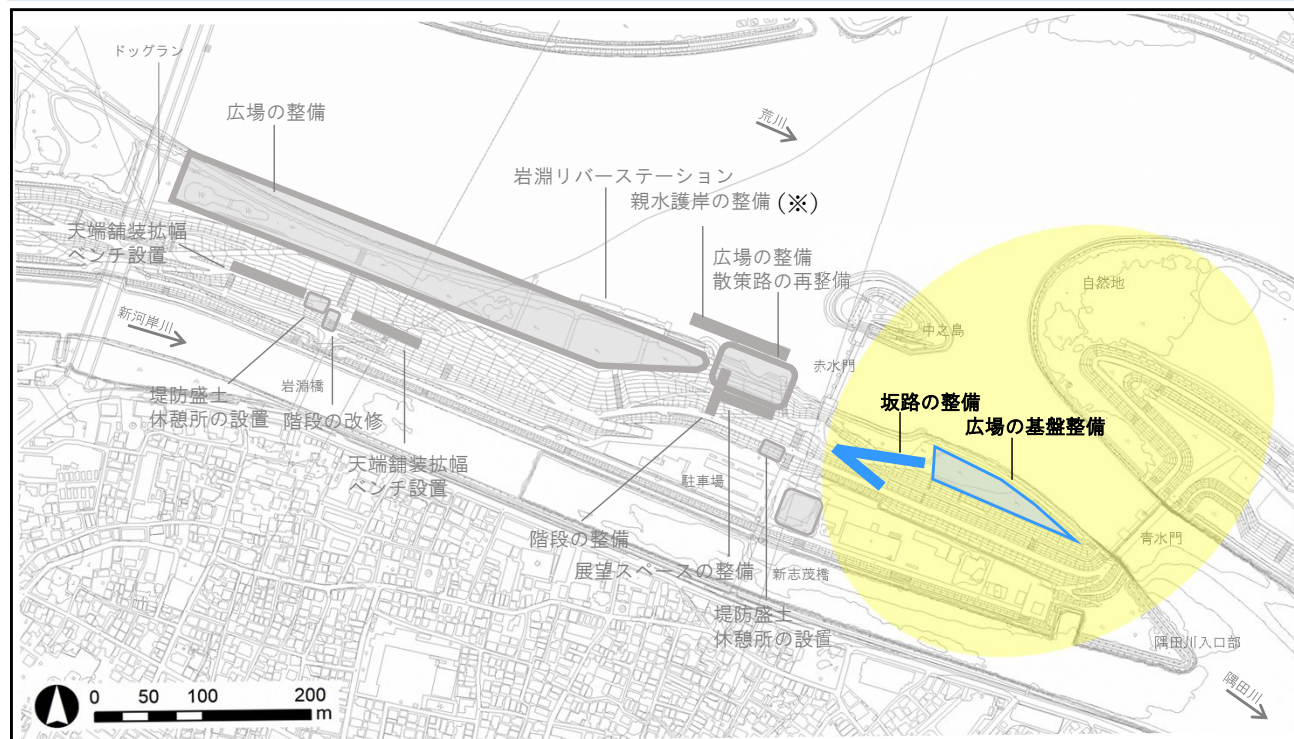 ドッグラン
広場の整備
荒川
岩淵リバーステーション
親水護岸の整備 (※)
天端舗装拡幅
ベンチ設置
広場の整備
散策路の再整備
自然地
新河岸川
中之島
赤水門
坂路の整備
広場の基盤整備
堤防盛土
休憩所の設置
岩淵橋
階段の改修
天端舗装拡幅
ベンチ設置
駐車場
階段の整備
展望スペースの整備
新志茂橋
青水門
堤防盛土
休憩所の設置
隅田川入口部
隅田川
0 50 100 200
m